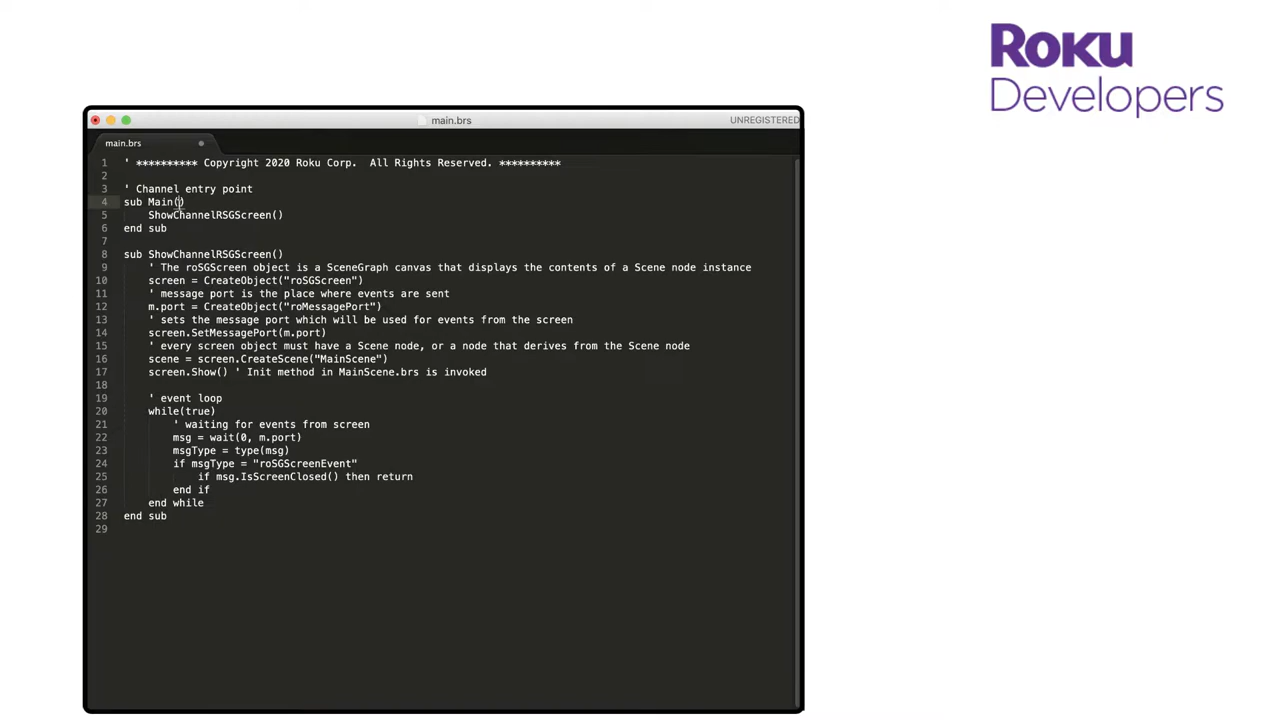 Roku
Developers
main.brs
UNREGISTERED
main.brs
1 ' ********** Copyright 2020 Roku Corp.  All Rights Reserved. **********
2
3 ' Channel entry point
4 sub Main()
5     ShowChannelRSGScreen()
6 end sub
7
8 sub ShowChannelRSGScreen()
9     ' The roSGScreen object is a SceneGraph canvas that displays the contents of a Scene node instance
10     screen = CreateObject("roSGScreen")
11     ' message port is the place where events are sent
12     m.port = CreateObject("roMessagePort")
13     ' sets the message port which will be used for events from the screen
14     screen.SetMessagePort(m.port)
15     ' every screen object must have a Scene node, or a node that derives from the Scene node
16     scene = screen.CreateScene("MainScene")
17     screen.Show() ' Init method in MainScene.brs is invoked
18
19     ' event loop
20     while(true)
21         ' waiting for events from screen
22         msg = wait(0, m.port)
23         msgType = type(msg)
24         if msgType = "roSGScreenEvent"
25             if msg.IsScreenClosed() then return
26         end if
27     end while
28 end sub
29